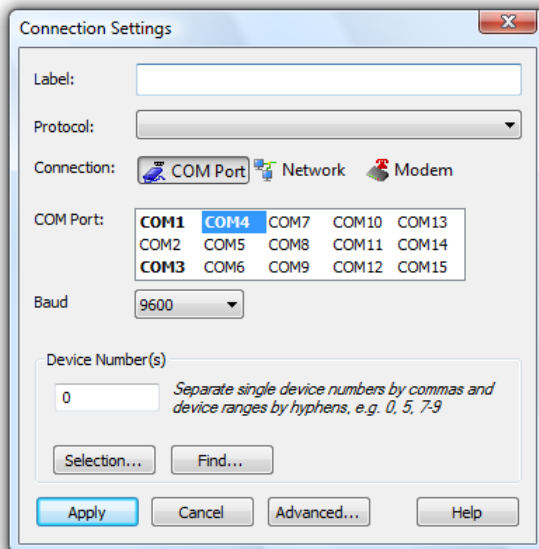 Connection Settings
Label:
Protocol:
Connection: COM Port Network Modem
COM Port: COM1 COM4 COM7 COM10 COM13
COM2 COM5 COM8 COM11 COM14
COM3 COM6 COM9 COM12 COM15
Baud 9600
Device Number(s)
0 Separate single device numbers by commas and
device ranges by hyphens, e.g. 0, 5, 7-9
Selection... Find...
Apply Cancel Advanced... Help